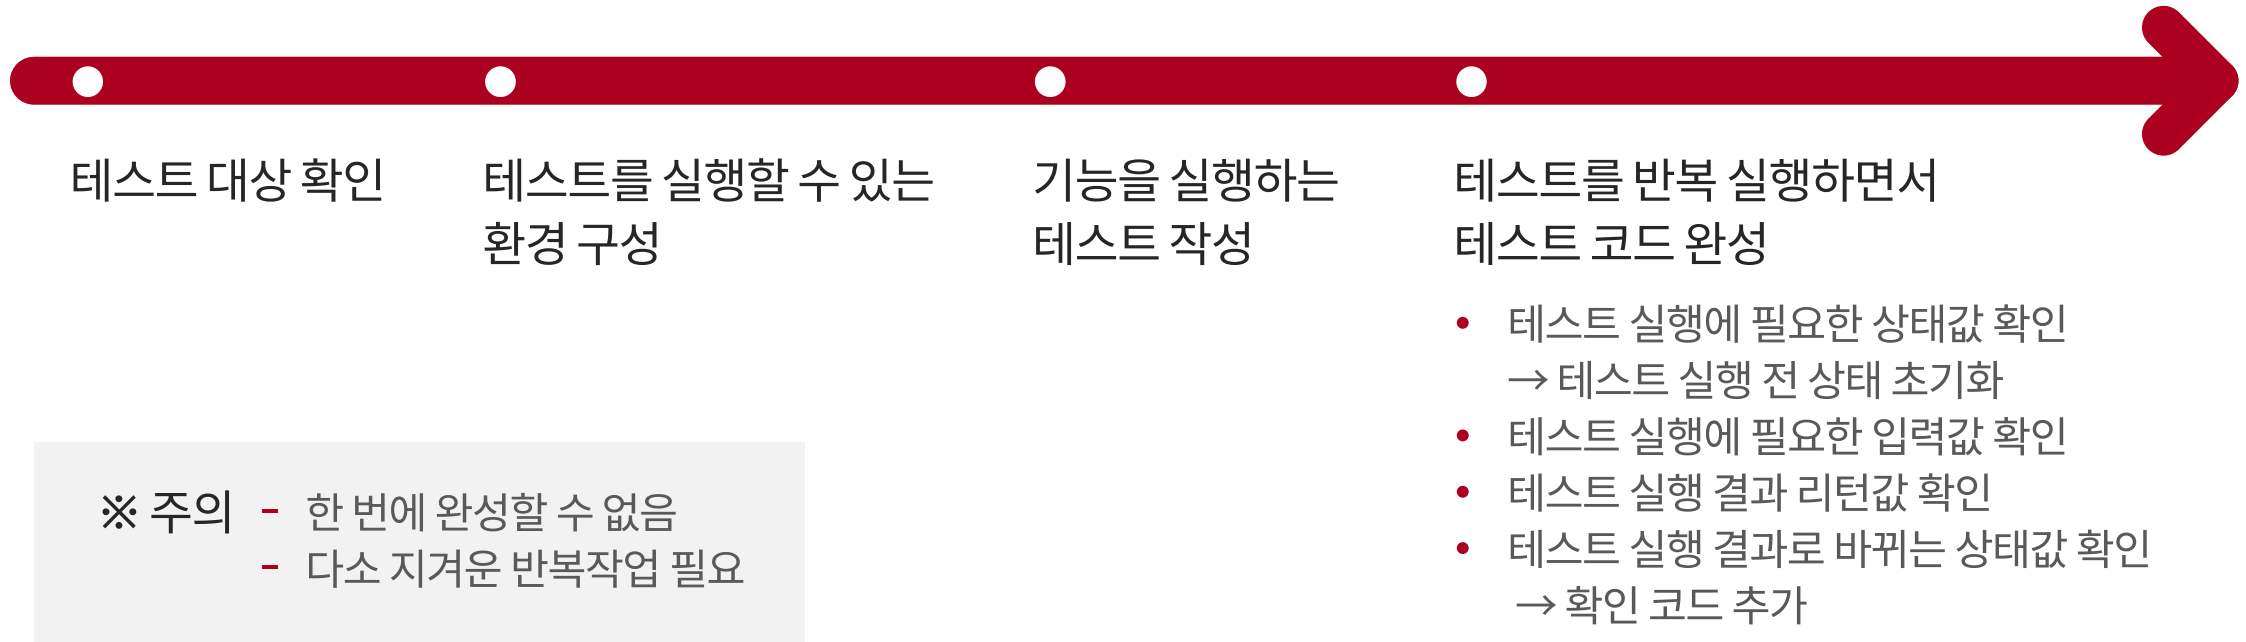 테스트 대상 확인
테스트를 실행할 수 있는
환경 구성
기능을 실행하는
테스트 작성
테스트를 반복 실행하면서
테스트 코드 완성
• 테스트 실행에 필요한 상태값 확인
→ 테스트 실행 전 상태 초기화
• 테스트 실행에 필요한 입력값 확인
• 테스트 실행 결과 리턴값 확인
• 테스트 실행 결과로 바뀌는 상태값 확인
→ 확인 코드 추가
※ 주의 - 한 번에 완성할 수 없음
- 다소 지겨운 반복작업 필요